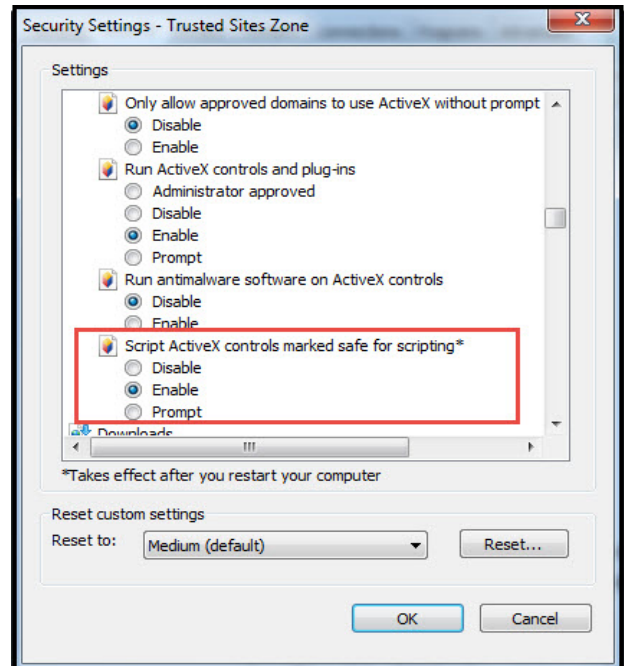 Security Settings - Trusted Sites Zone
Settings
Only allow approved domains to use ActiveX without prompt
Disable
Enable
Run ActiveX controls and plug-ins
Administrator approved
Disable
Enable
Prompt
Run antimalware software on ActiveX controls
Disable
Enable
Script ActiveX controls marked safe for scripting*
Disable
Enable
Prompt
Downloads
*Takes effect after you restart your computer
Reset custom settings
Reset to: Medium (default) Reset...
OK Cancel